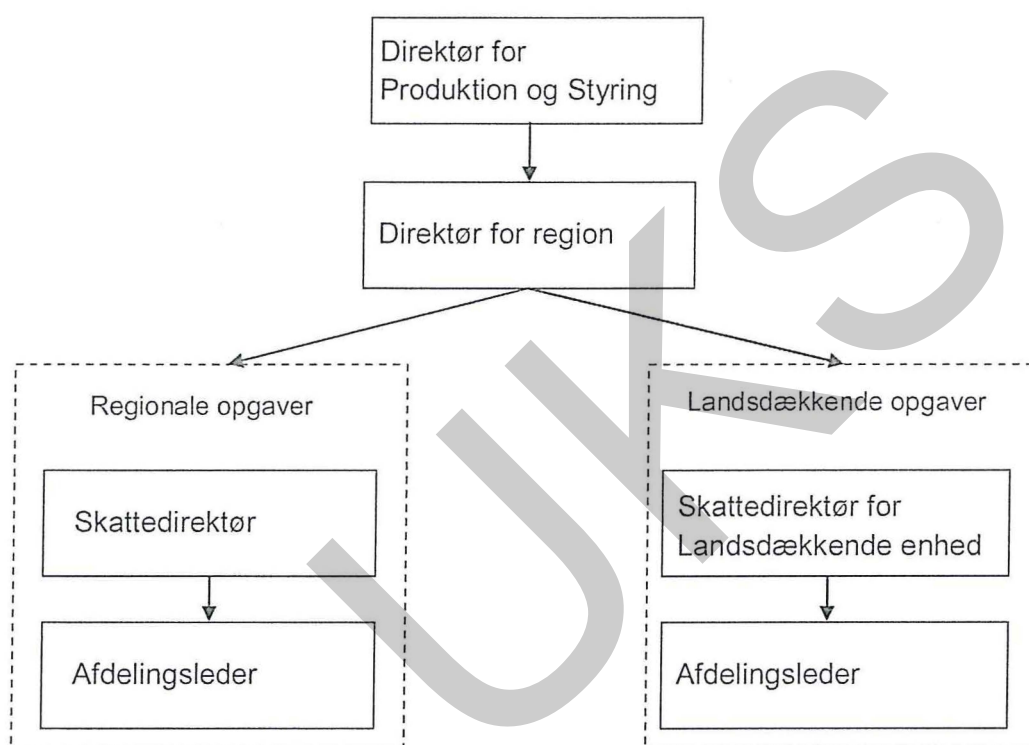 Direktør for
Produktion og Styring
Direktør for region
Regionale opgaver
Skattedirektør
Afdelingsleder
Landsdækkende opgaver
Skattedirektør for
Landsdækkende enhed
Afdelingsleder
UKS